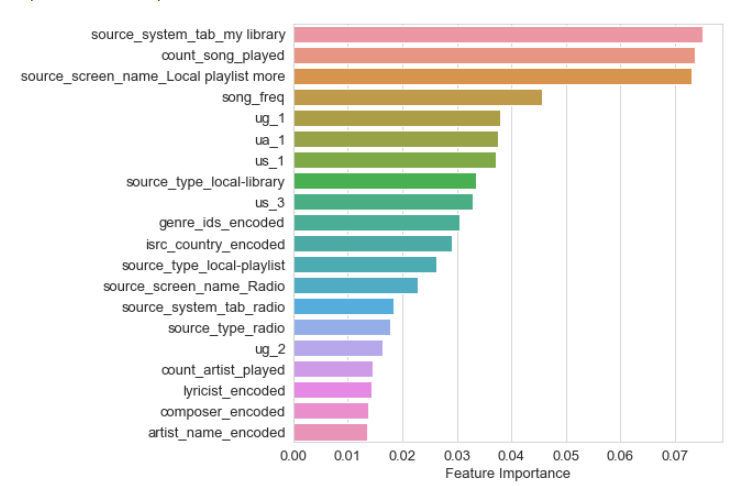 source_system_tab_my library
count_song_played
source_screen_name_Local playlist more
song_freq
ug_1
ua_1
us_1
source_type_local-library
us_3
genre_ids_encoded
isrc_country_encoded
source_type_local-playlist
source_screen_name_Radio
source_system_tab_radio
source_type_radio
ug_2
count_artist_played
lyricist_encoded
composer_encoded
artist_name_encoded
0.00 0.01 0.02 0.03 0.04 0.05 0.06 0.07
Feature Importance